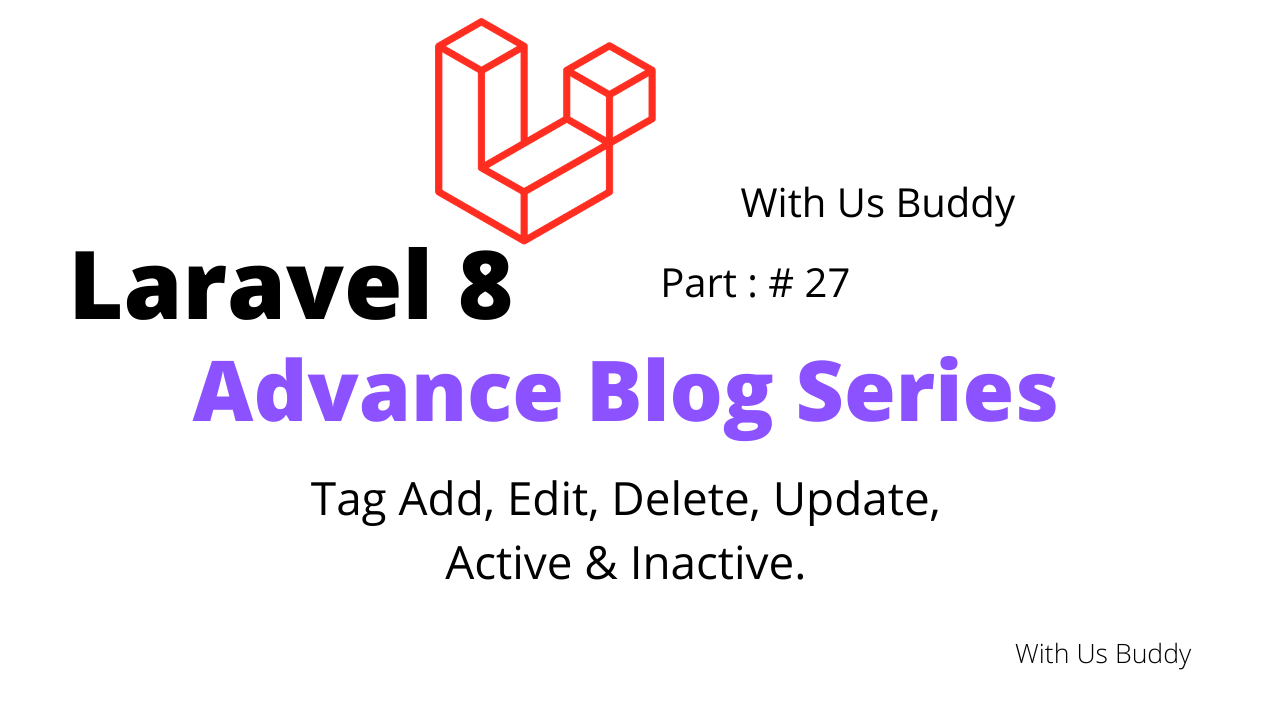 With Us Buddy
Laravel 8
Part : # 27
Advance Blog Series
Tag Add, Edit, Delete, Update,
Active & Inactive.
With Us Buddy